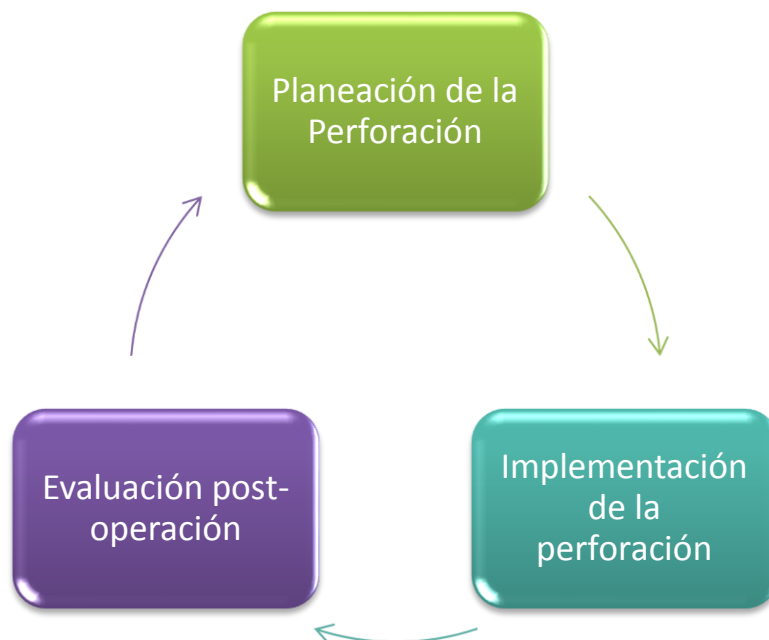 Planeación de la
Perforación
Implementación
de la
perforación
Evaluación post-
operación